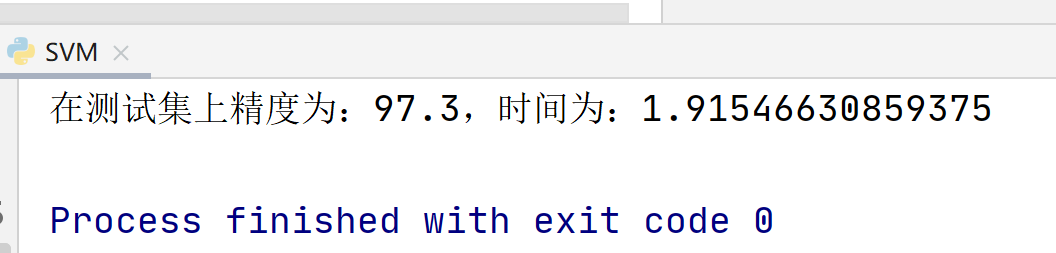 SVM
在测试集上精度为：97.3，时间为：1.91546630859375
Process finished with exit code 0